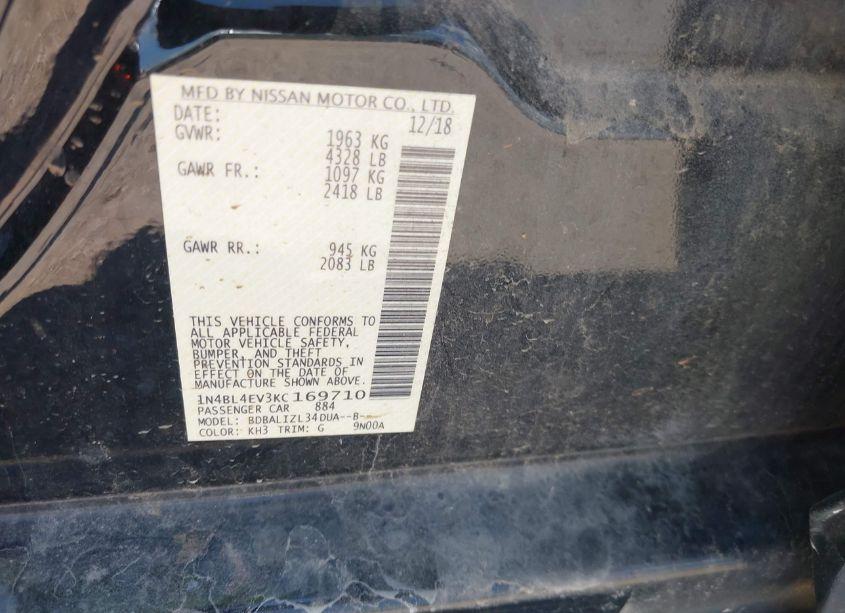 MFD BY NISSAN MOTOR CO., LTD.
DATE: 12/18
GVWR: 1963 KG
4328 LB
GAWR FR.: 1097 KG
2418 LB
GAWR RR.: 945 KG
2083 LB
THIS VEHICLE CONFORMS TO
ALL APPLICABLE FEDERAL
MOTOR VEHICLE SAFETY,
BUMPER, AND THEFT
PREVENTION STANDARDS IN
EFFECT ON THE DATE OF
MANUFACTURE SHOWN ABOVE.
1N4BL4EV3KC169710
PASSENGER CAR 884
MODEL: BDBALIZL34DUA--B-
COLOR: KH3 TRIM: G 9N00A